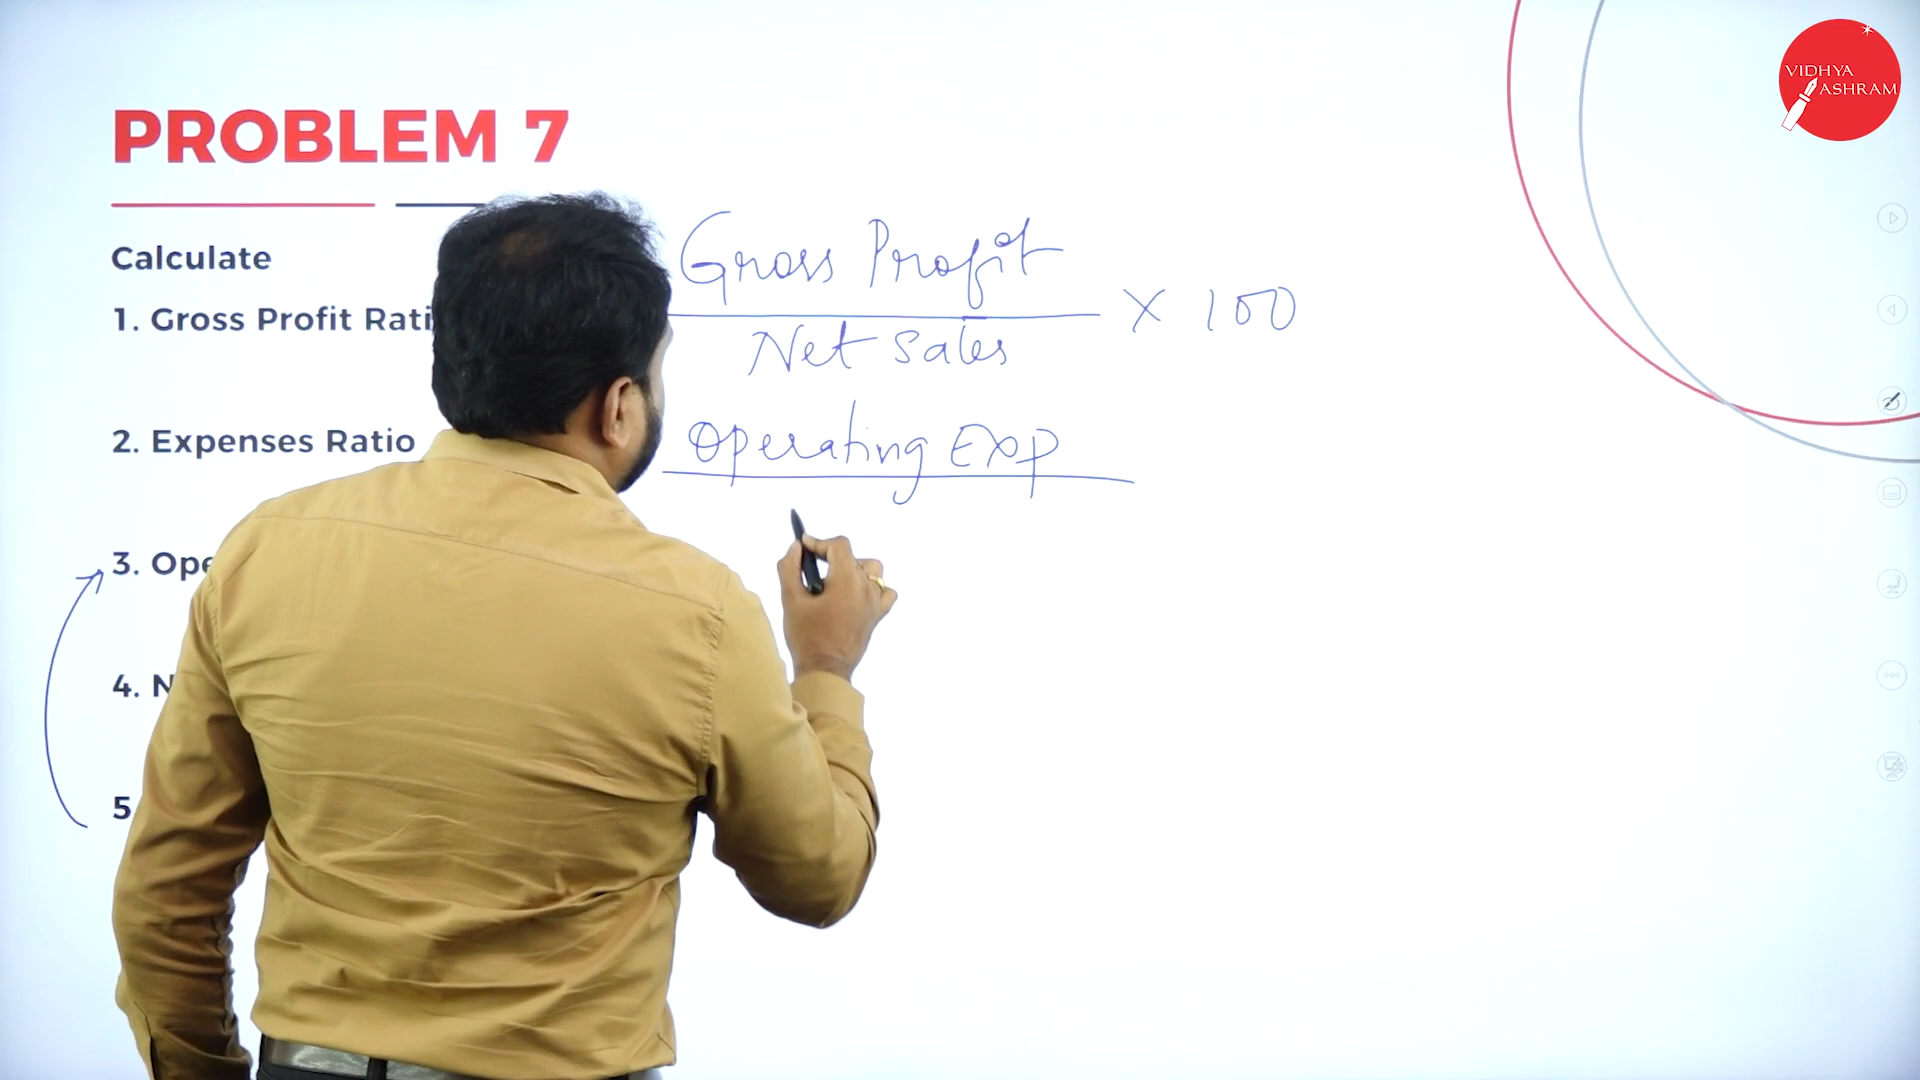 VIDHYA
ASHRAM
PROBLEM 7
Calculate
1. Gross Profit Rati
Gross Profit
Net Sales
X 100
2. Expenses Ratio
Operating Exp
3. Ope
4. N
5.